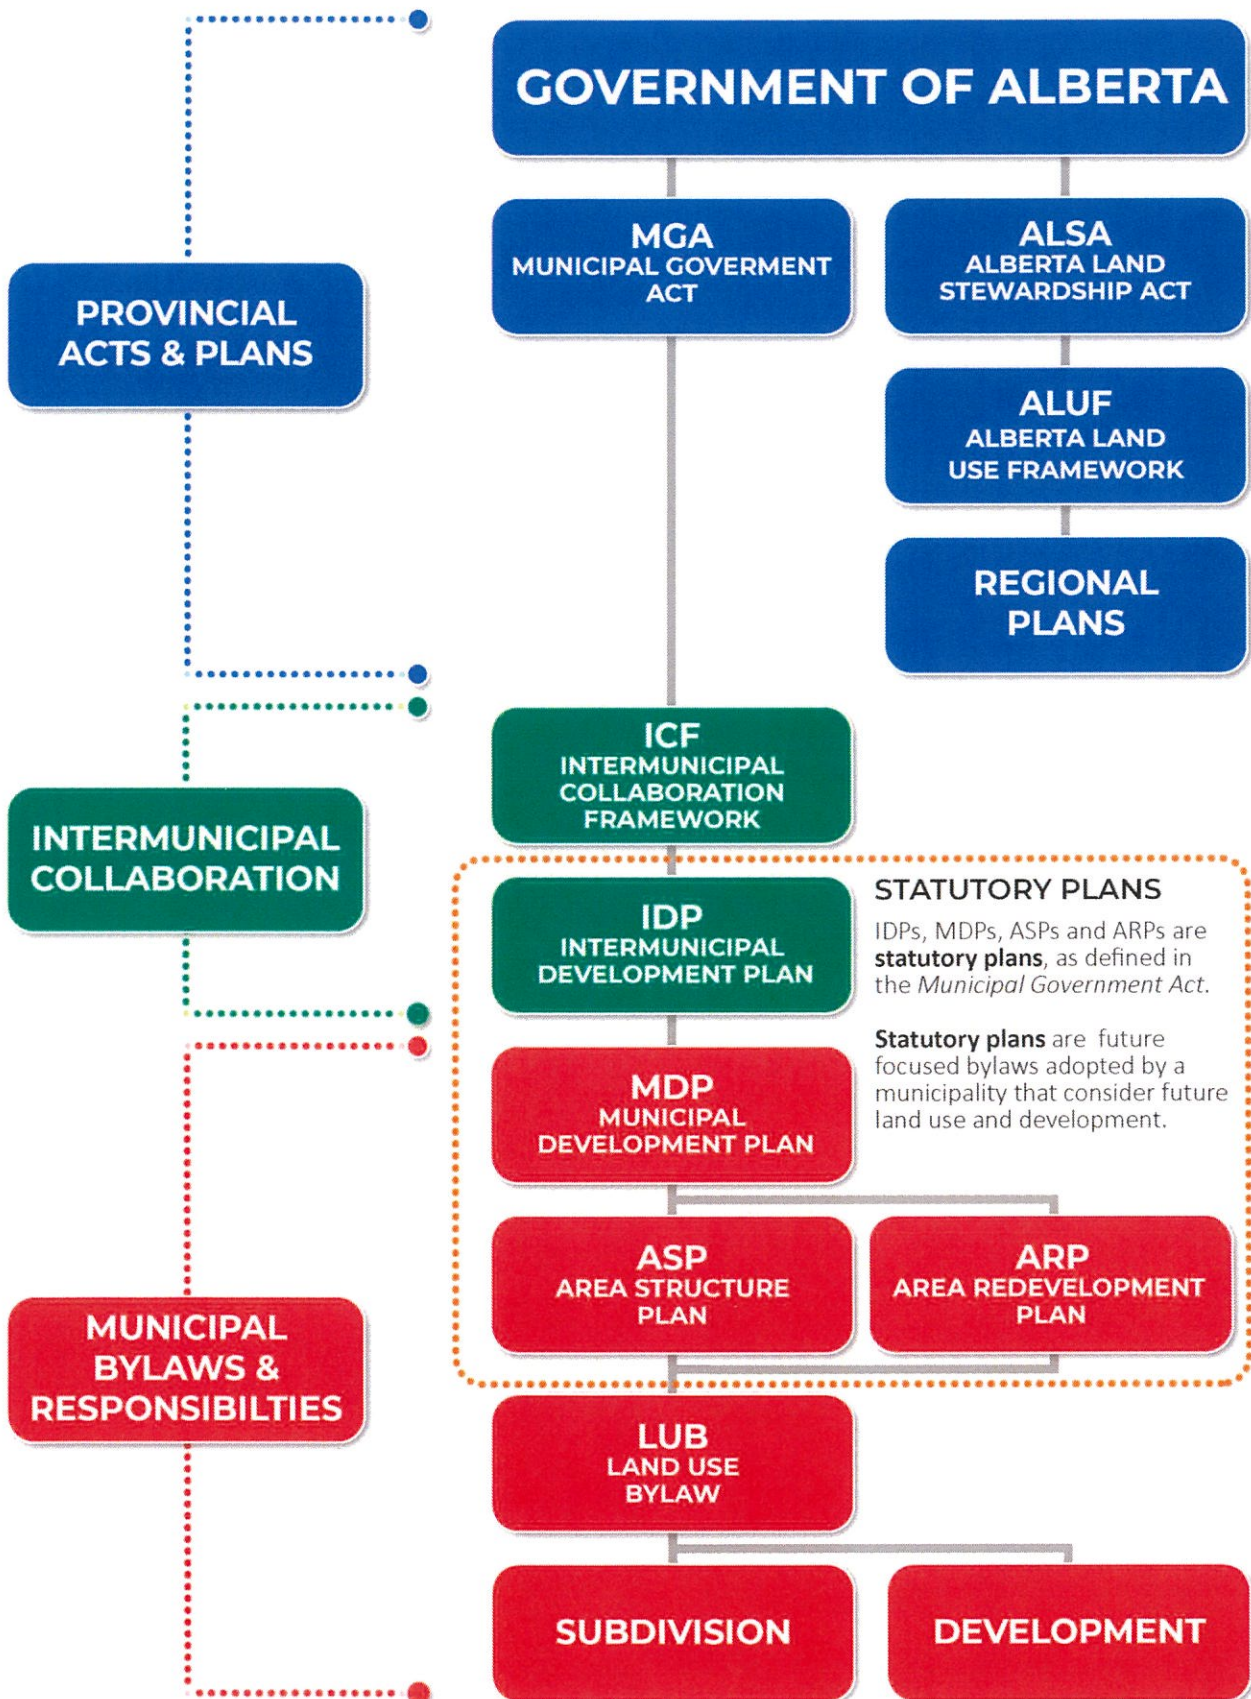 GOVERNMENT OF ALBERTA
MGA
MUNICIPAL GOVERMENT
ACT
ALSA
ALBERTA LAND
STEWARDSHIP ACT
PROVINCIAL
ACTS & PLANS
ALUF
ALBERTA LAND
USE FRAMEWORK
REGIONAL
PLANS
ICF
INTERMUNICIPAL
COLLABORATION
FRAMEWORK
INTERMUNICIPAL
COLLABORATION
IDP
INTERMUNICIPAL
DEVELOPMENT PLAN
STATUTORY PLANS
IDPs, MDPs, ASPs and ARPs are
statutory plans, as defined in
the Municipal Government Act.
Statutory plans are future
focused bylaws adopted by a
municipality that consider future
land use and development.
MDP
MUNICIPAL
DEVELOPMENT PLAN
ASP
AREA STRUCTURE
PLAN
ARP
AREA REDEVELOPMENT
PLAN
MUNICIPAL
BYLAWS &
RESPONSIBILTIES
LUB
LAND USE
BYLAW
SUBDIVISION
DEVELOPMENT